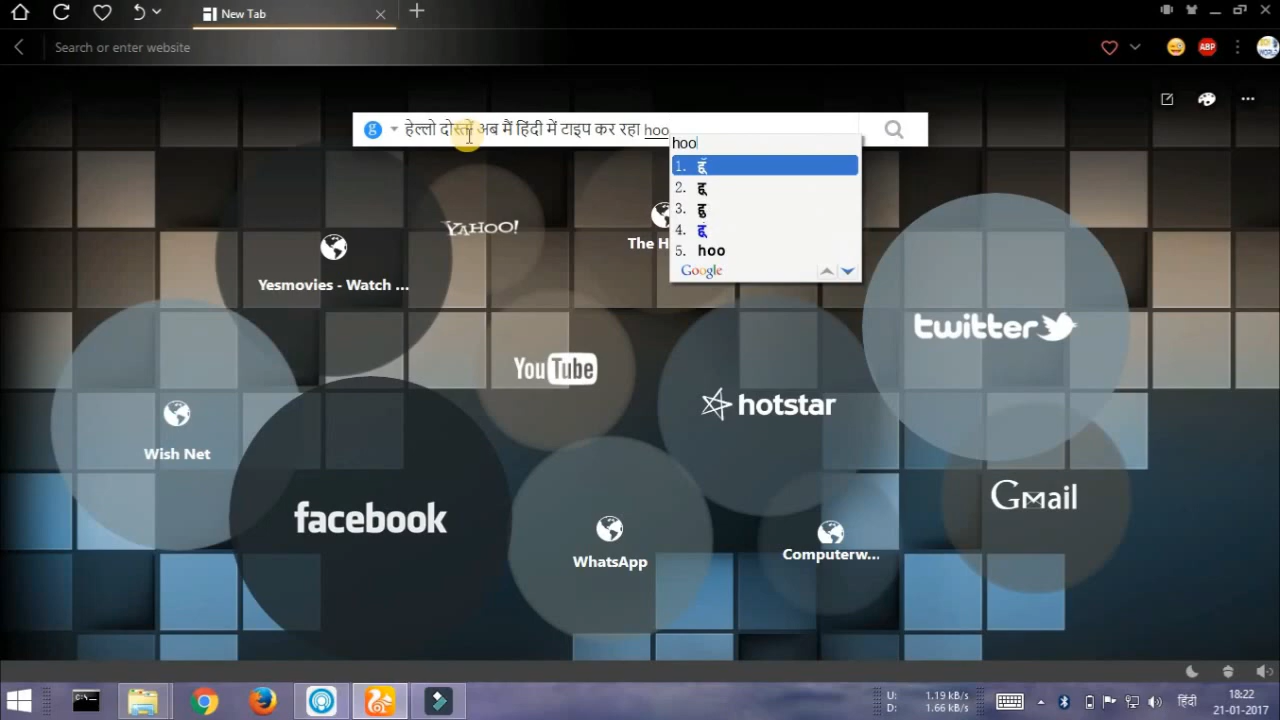 New Tab
Search or enter website
ABP
g हेल्लो दोस्तों अब मैं हिंदी में टाइप कर रहा hoo
hoo
1. हूँ
2. हू
3. हु
4. हूं
5. hoo
Google
YAHOO!
The H
Yesmovies - Watch ...
twitter
YouTube
hotstar
Wish Net
Gmail
facebook
WhatsApp
Computerw...
U: 1.19 kB/s
D: 1.66 kB/s
हिंदी
18:22
21-01-2017